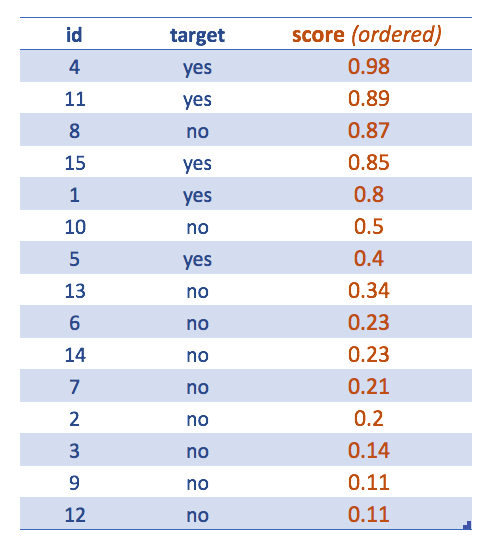 id target score (ordered)
4 yes 0.98
11 yes 0.89
8 no 0.87
15 yes 0.85
1 yes 0.8
10 no 0.5
5 yes 0.4
13 no 0.34
6 no 0.23
14 no 0.23
7 no 0.21
2 no 0.2
3 no 0.14
9 no 0.11
12 no 0.11